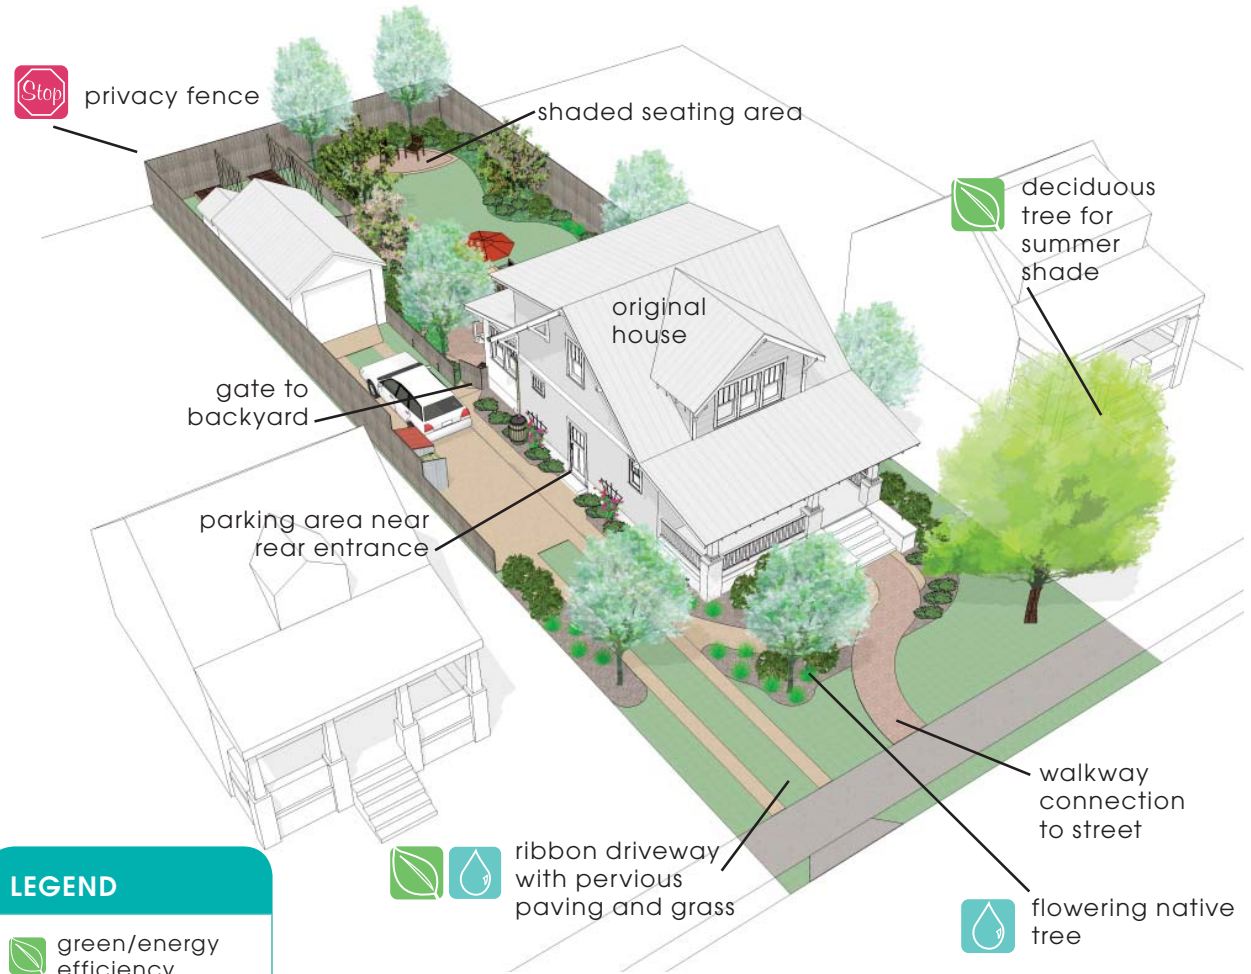 Stop
privacy fence
shaded seating area
deciduous
tree for
summer
shade
original
house
gate to
backyard
parking area near
rear entrance
walkway
connection
to street
ribbon driveway
with pervious
paving and grass
flowering native
tree
LEGEND
green/energy
efficiency